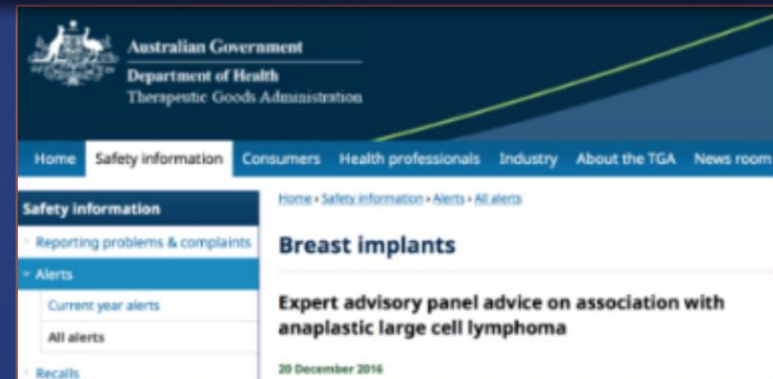 Australian Government
Department of Health
Therapeutic Goods Administration
Home Safety information Consumers Health professionals Industry About the TGA News room
Safety information
Reporting problems & complaints
Alerts
Current year alerts
All alerts
Recalls
Home › Safety information › Alerts › All alerts
Breast implants
Expert advisory panel advice on association with
anaplastic large cell lymphoma
20 December 2016